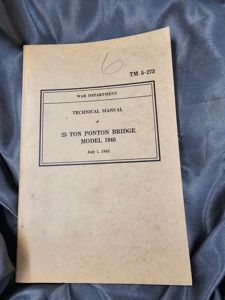 6
TM 5-273
WAR DEPARTMENT
TECHNICAL MANUAL
25 TON PONTON BRIDGE
MODEL 1940
July 1, 1942